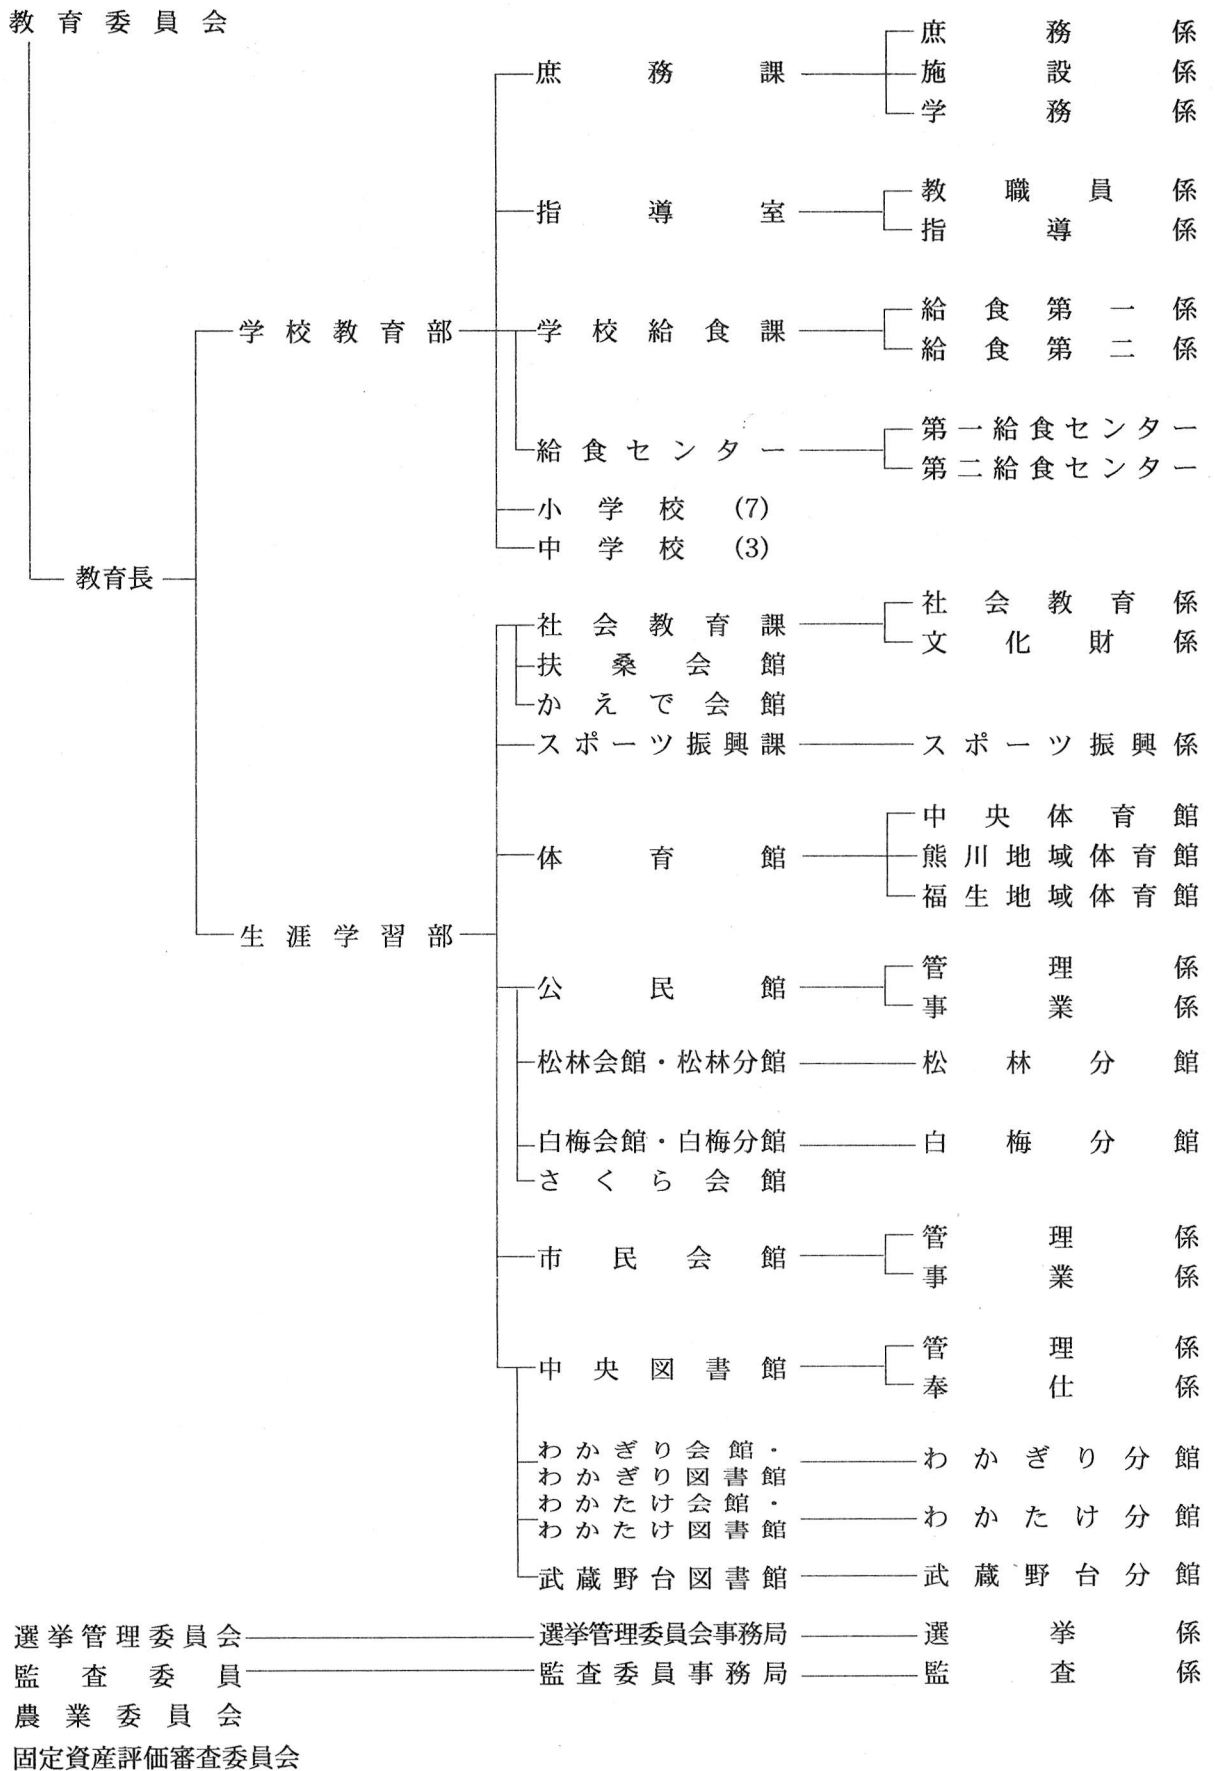 教育委員会
庶務課
庶務係
施設係
学務係
指導室
教職員係
指導係
学校教育部
学校給食課
給食第一係
給食第二係
給食センター
第一給食センター
第二給食センター
小学校 (7)
中学校 (3)
教育長
社会教育課
社会教育係
文化財係
扶桑会館
かえで会館
スポーツ振興課
スポーツ振興係
体育館
中央体育館
熊川地域体育館
福生地域体育館
生涯学習部
公民館
管理係
事業係
松林会館・松林分館
松林分館
白梅会館・白梅分館
白梅分館
さくら会館
市民会館
管理係
事業係
中央図書館
管理係
奉仕係
わかぎり会館・
わかぎり図書館
わかぎり分館
わかたけ会館・
わかたけ図書館
わかたけ分館
武蔵野台図書館
武蔵野台分館
選挙管理委員会
選挙管理委員会事務局
選挙係
監査委員
監査委員事務局
監査係
農業委員会
固定資産評価審査委員会